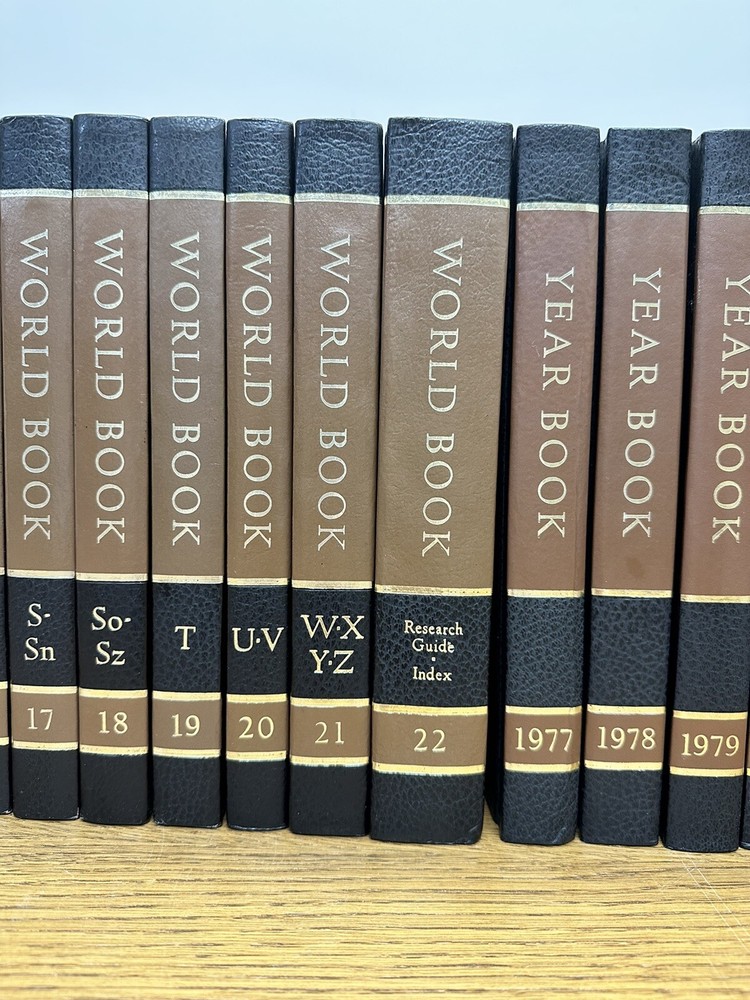 WORLD BOOK
S-
Sn
17
WORLD BOOK
So-
Sz
18
WORLD BOOK
T
19
WORLD BOOK
U·V
20
WORLD BOOK
W·X
Y·Z
21
WORLD BOOK
Research
Guide
·
Index
22
YEAR BOOK
1977
YEAR BOOK
1978
YEAR BOOK
1979